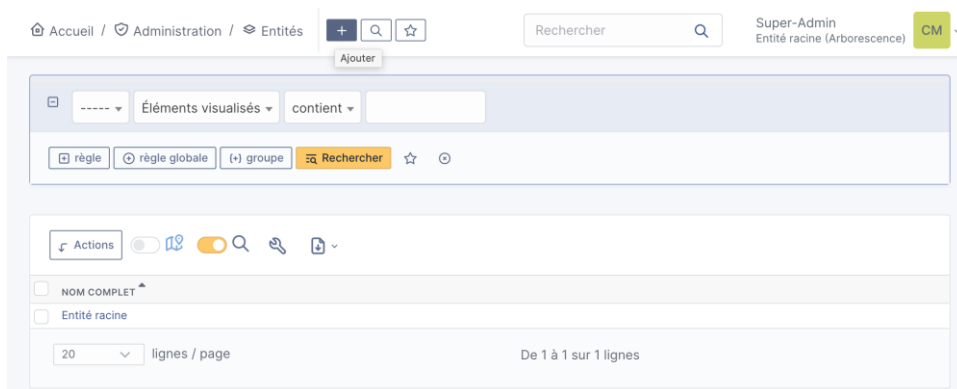 Accueil / Administration / Entités + Rechercher Super-Admin CM
Entité racine (Arborescence)
Ajouter
----- Éléments visualisés contient
règle règle globale (+) groupe Rechercher
Actions
NOM COMPLET
Entité racine
20 lignes / page De 1 à 1 sur 1 lignes